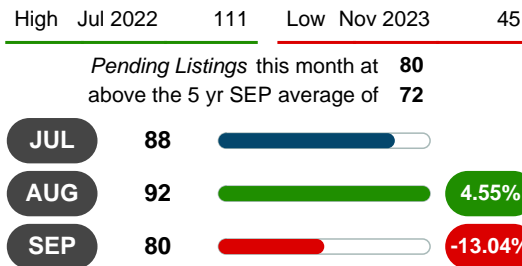 High Jul 2022 111 Low Nov 2023 45
Pending Listings this month at 80
above the 5 yr SEP average of 72
JUL 88
AUG 92 4.55%
SEP 80 -13.04%